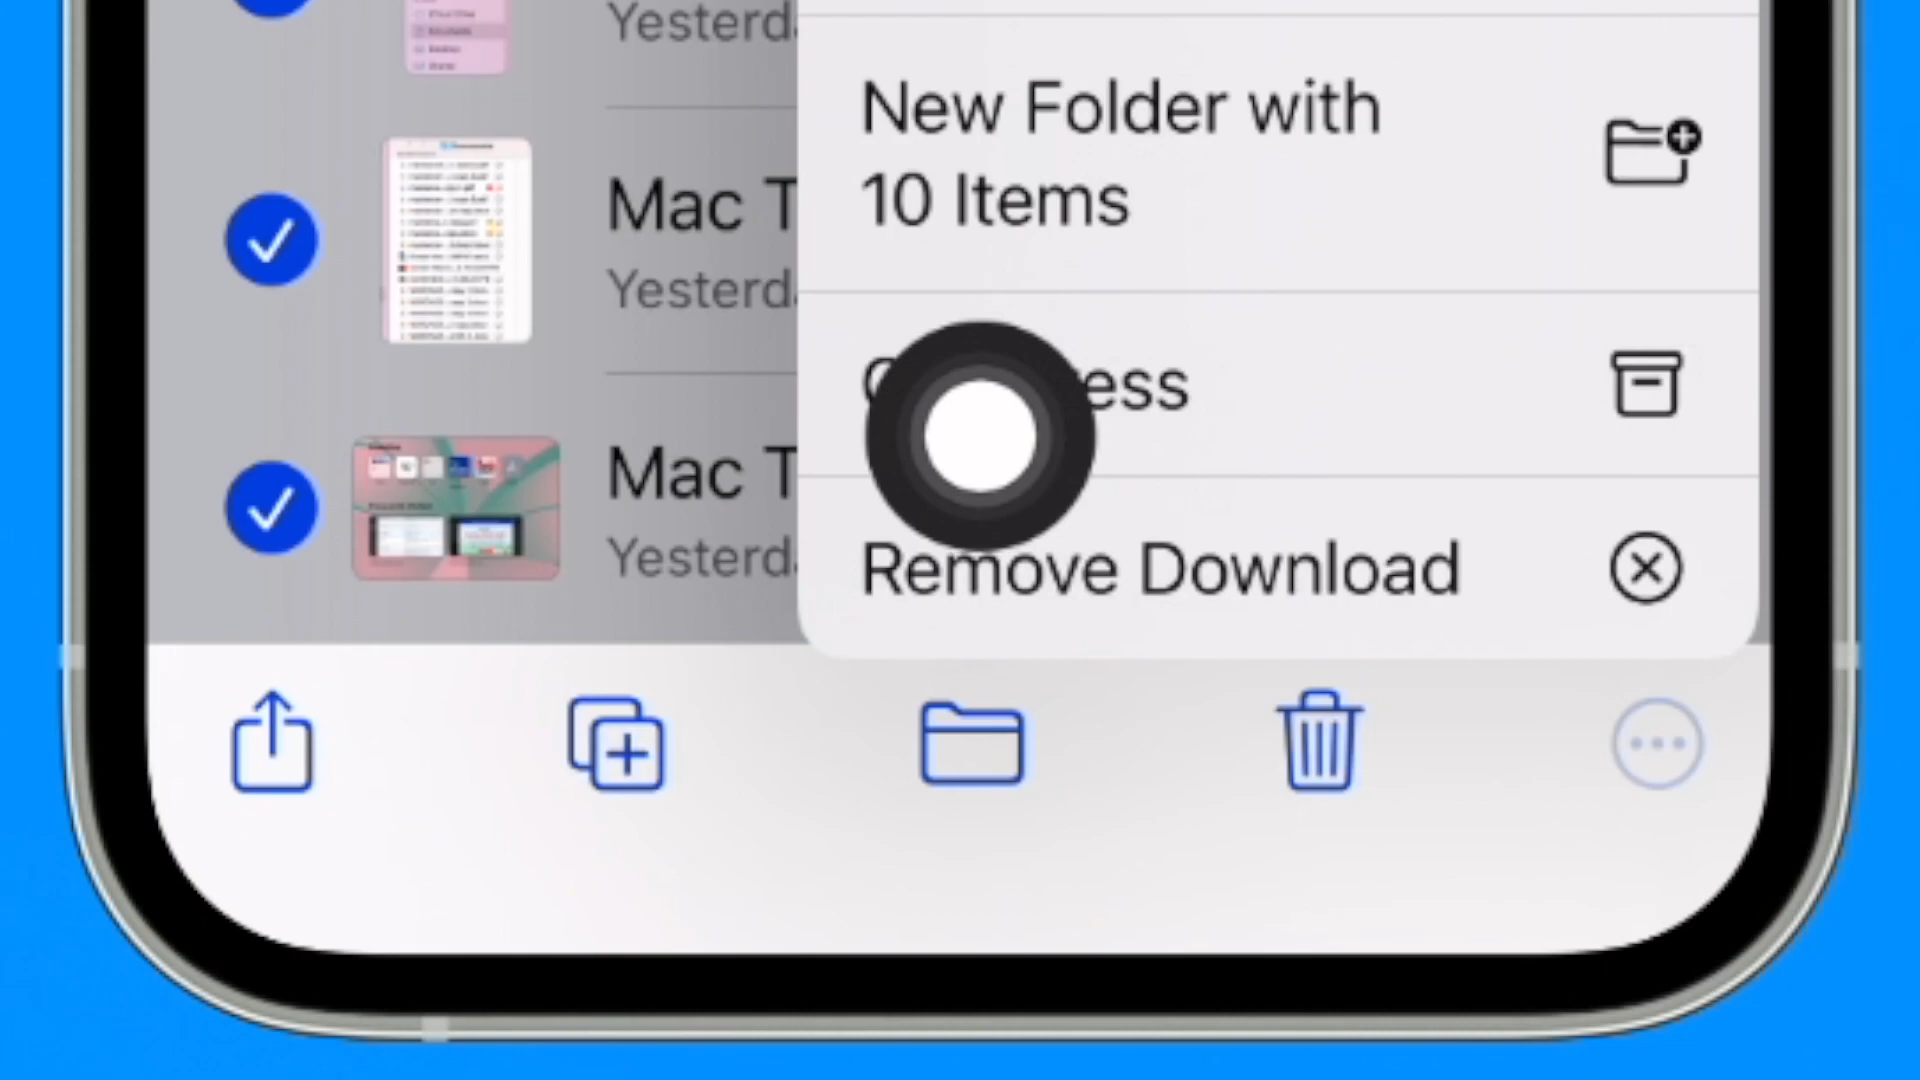 Yesterd
New Folder with
10 Items
Mac T
Yesterd
ess
Mac T
Yesterd
Remove Download